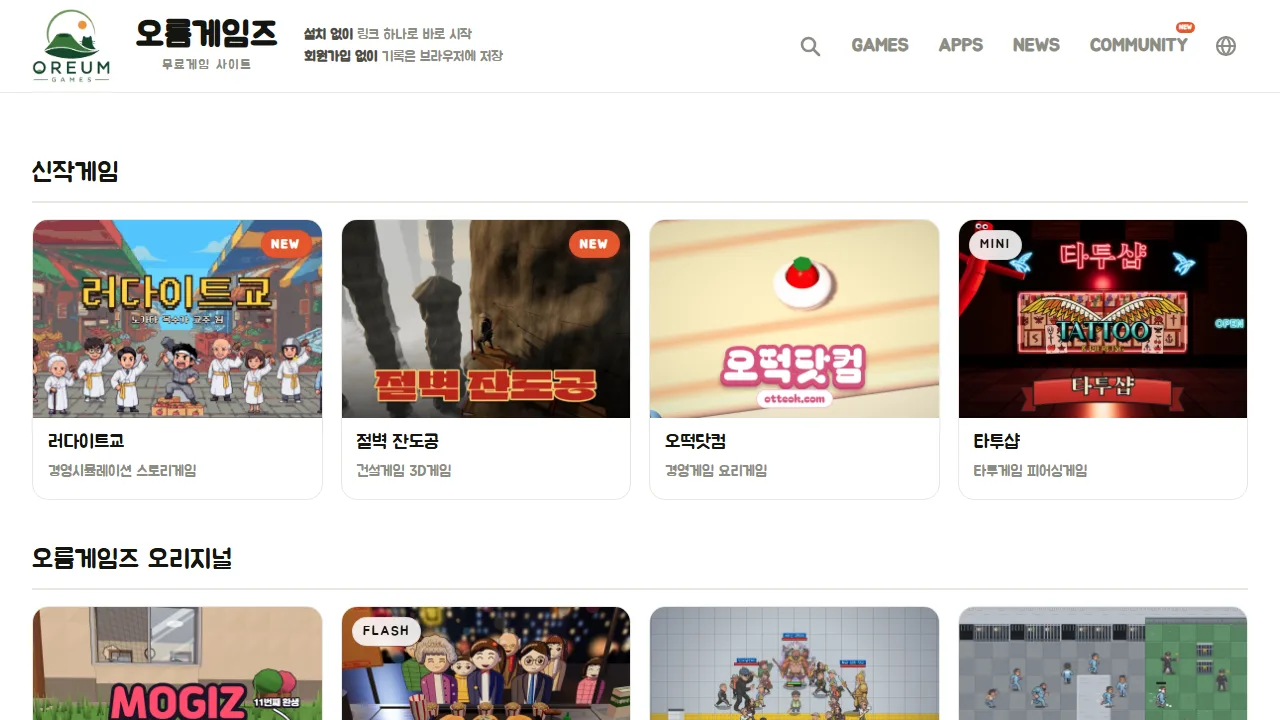 OREUM
GAMES
오름게임즈
무료게임 사이트
설치 없이 링크 하나로 바로 시작
회원가입 없이 기록은 브라우저에 저장
GAMES
APPS
NEWS
COMMUNITY
NEW
신작게임
NEW
러다이트교
러다이트교
경영시뮬레이션 스토리게임
NEW
절벽 잔도공
절벽 잔도공
건설게임 3D게임
오떡닷컴
otteok.com
오떡닷컴
경영게임 요리게임
MINI
타투샵
OPEN
TATTOO
타투샵
타투샵
타투게임 피어싱게임
오름게임즈 오리지널
MOGIZ
11번째 환생
FLASH